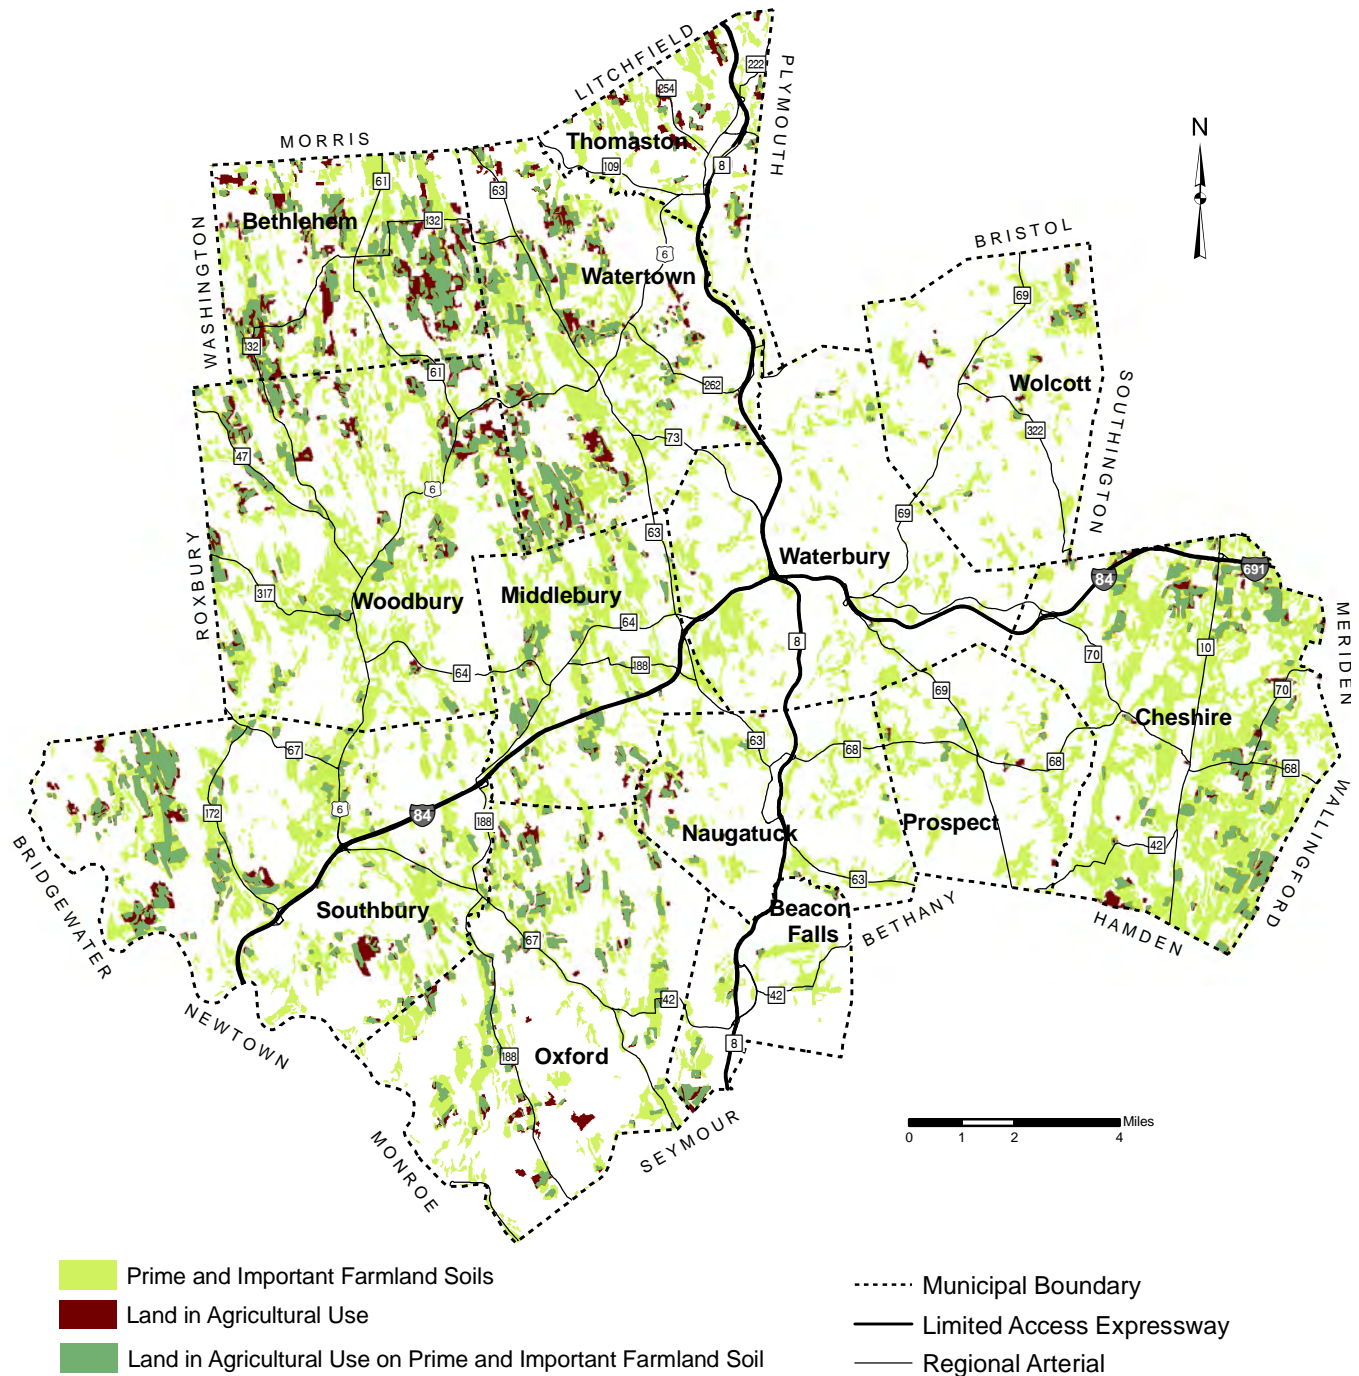 LITCHFIELD
PLYMOUTH
222
254
Thomaston
MORRIS
N
109
8
61
63
Bethlehem
132
WASHINGTON
BRISTOL
6
Watertown
69
132
61
262
Wolcott
SOUTHINGTON
322
73
47
6
69
63
ROXBURY
Waterbury
84
691
317
Woodbury
Middlebury
MERIDEN
64
8
10
70
188
64
69
70
Cheshire
63
67
68
68
68
WALLINGFORD
172
6
84
188
Naugatuck
Prospect
BRIDGEWATER
42
63
Southbury
Beacon
Falls
BETHANY
HAMDEN
67
42
42
NEWTOWN
8
188
Oxford
MONROE
SEYMOUR
Miles
0 1 2 4
Prime and Important Farmland Soils
Land in Agricultural Use
Land in Agricultural Use on Prime and Important Farmland Soil
Municipal Boundary
Limited Access Expressway
Regional Arterial